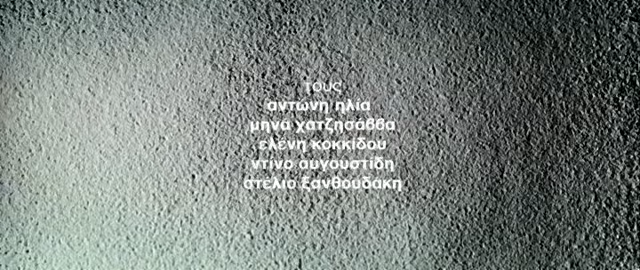 τους
αντώνη ηλία
μηνά χατζησάββα
ελένη κοκκίδου
ντίνο αυγουστίδη
στέλιο ξανθουδάκη